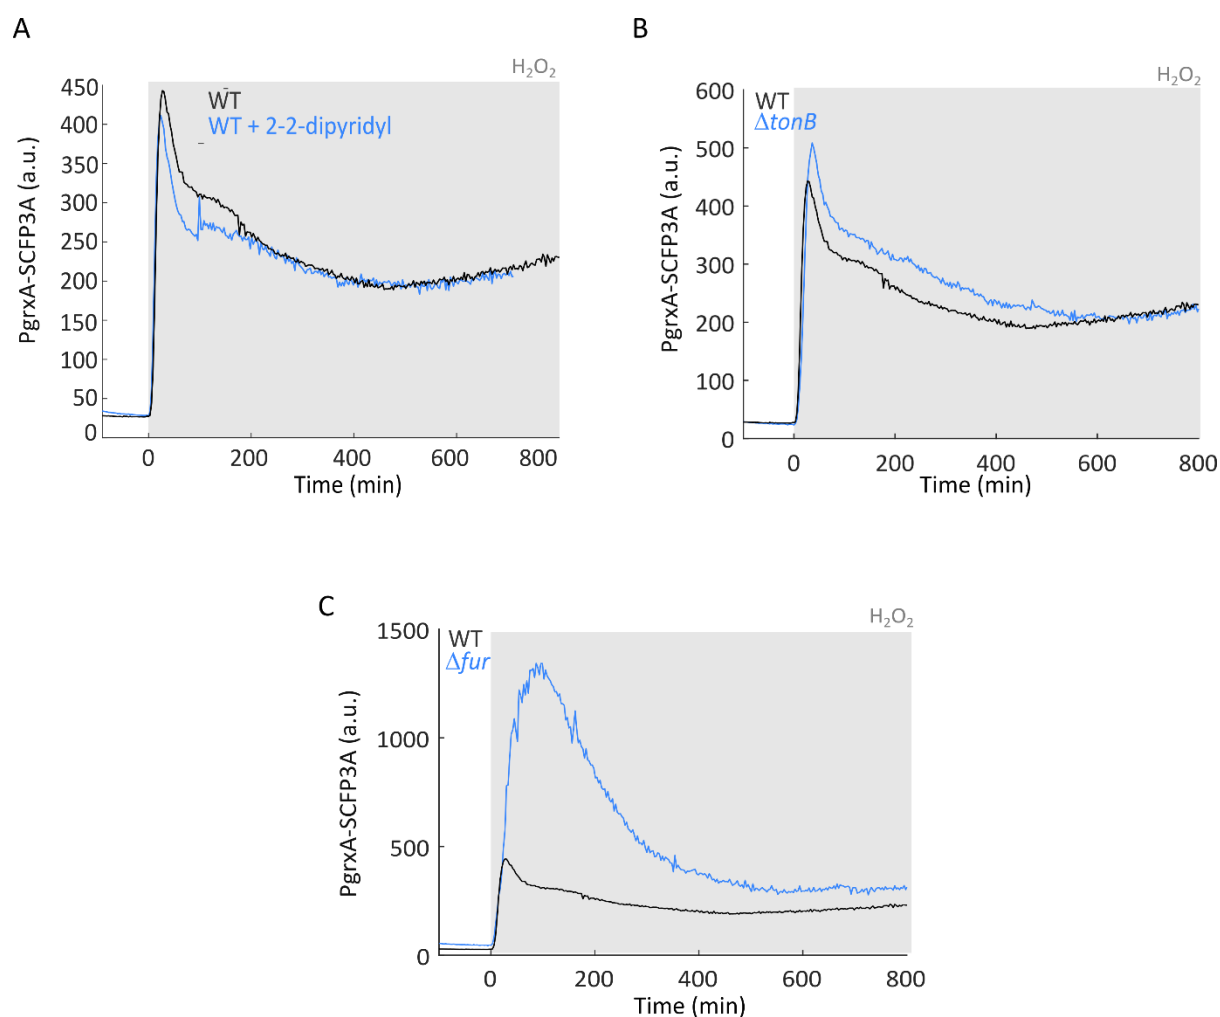 A
H₂O₂
WT
WT + 2-2-dipyridyl
PgrxA-SCFP3A (a.u.)
450
400
350
300
250
200
150
100
50
0
0 200 400 600 800
Time (min)
B
H₂O₂
WT
ΔtonB
PgrxA-SCFP3A (a.u.)
600
500
400
300
200
100
0
0 200 400 600 800
Time (min)
C
H₂O₂
WT
Δfur
PgrxA-SCFP3A (a.u.)
1500
1000
500
0
0 200 400 600 800
Time (min)